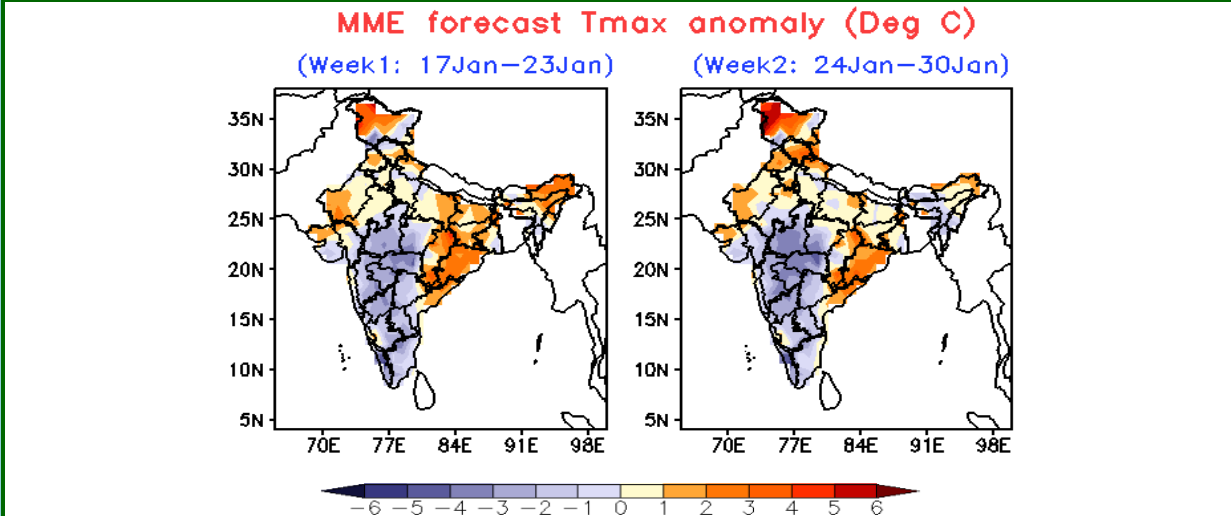 MME forecast Tmax anomaly (Deg C)
(Week1: 17Jan−23Jan) (Week2: 24Jan−30Jan)
35N 35N
30N 30N
25N 25N
20N 20N
15N 15N
10N 10N
5N 5N
70E 77E 84E 91E 98E 70E 77E 84E 91E 98E
−6 −5 −4 −3 −2 −1 0 1 2 3 4 5 6